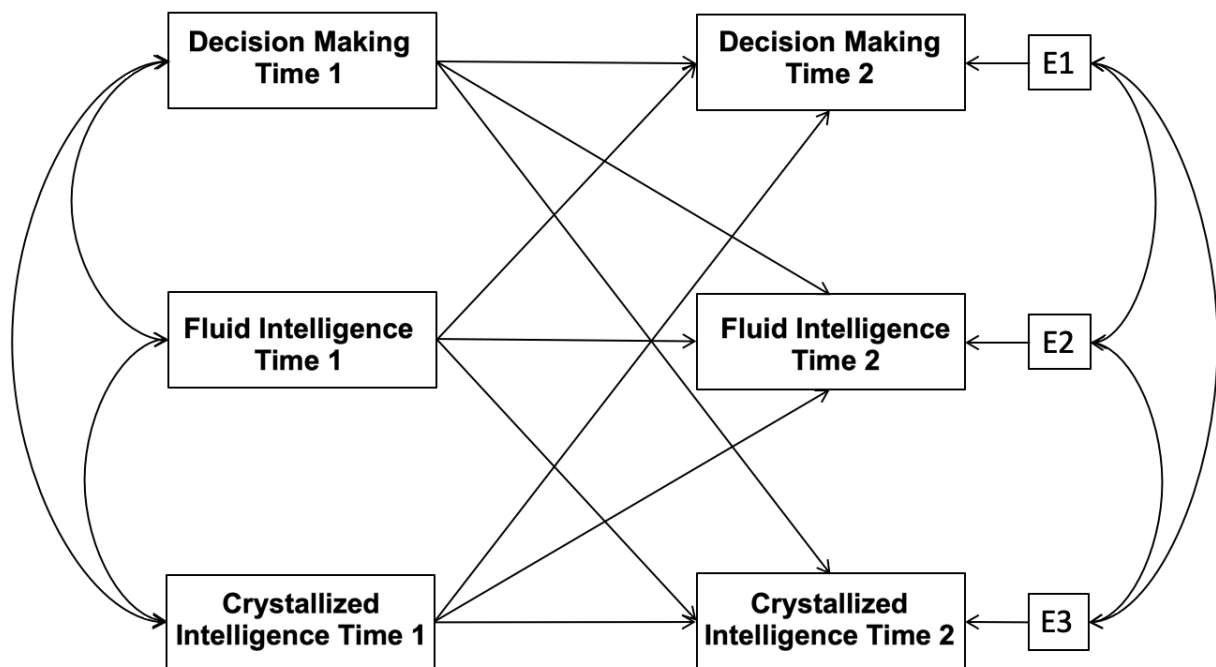 Decision Making
Time 1
Decision Making
Time 2
E1
Fluid Intelligence
Time 1
Fluid Intelligence
Time 2
E2
Crystallized
Intelligence Time 1
Crystallized
Intelligence Time 2
E3